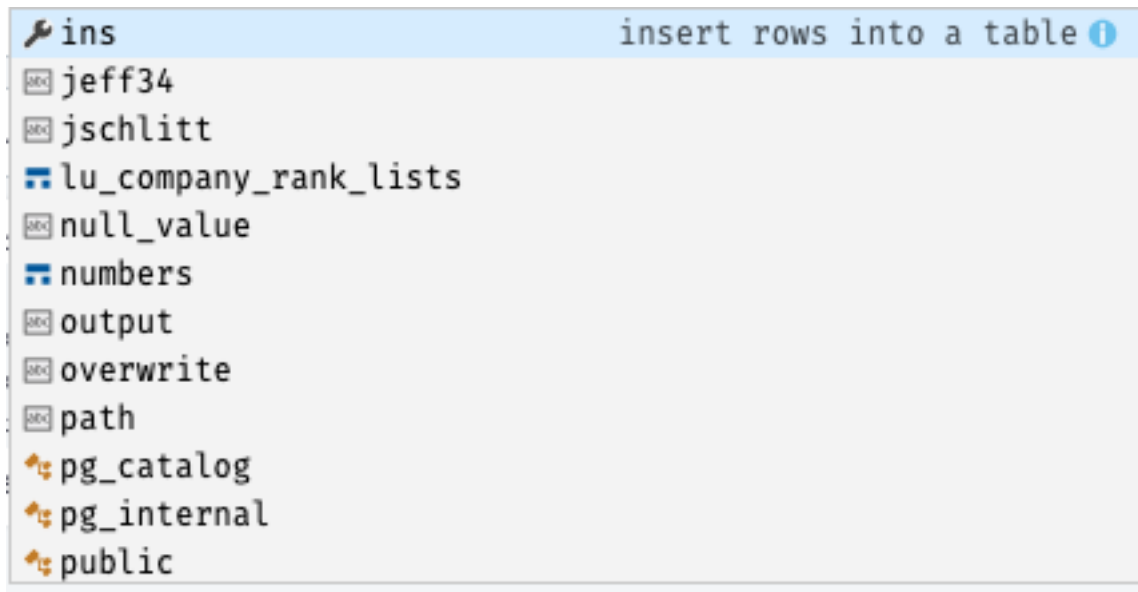 ins insert rows into a table
jeff34
jschlitt
lu_company_rank_lists
null_value
numbers
output
overwrite
path
pg_catalog
pg_internal
public